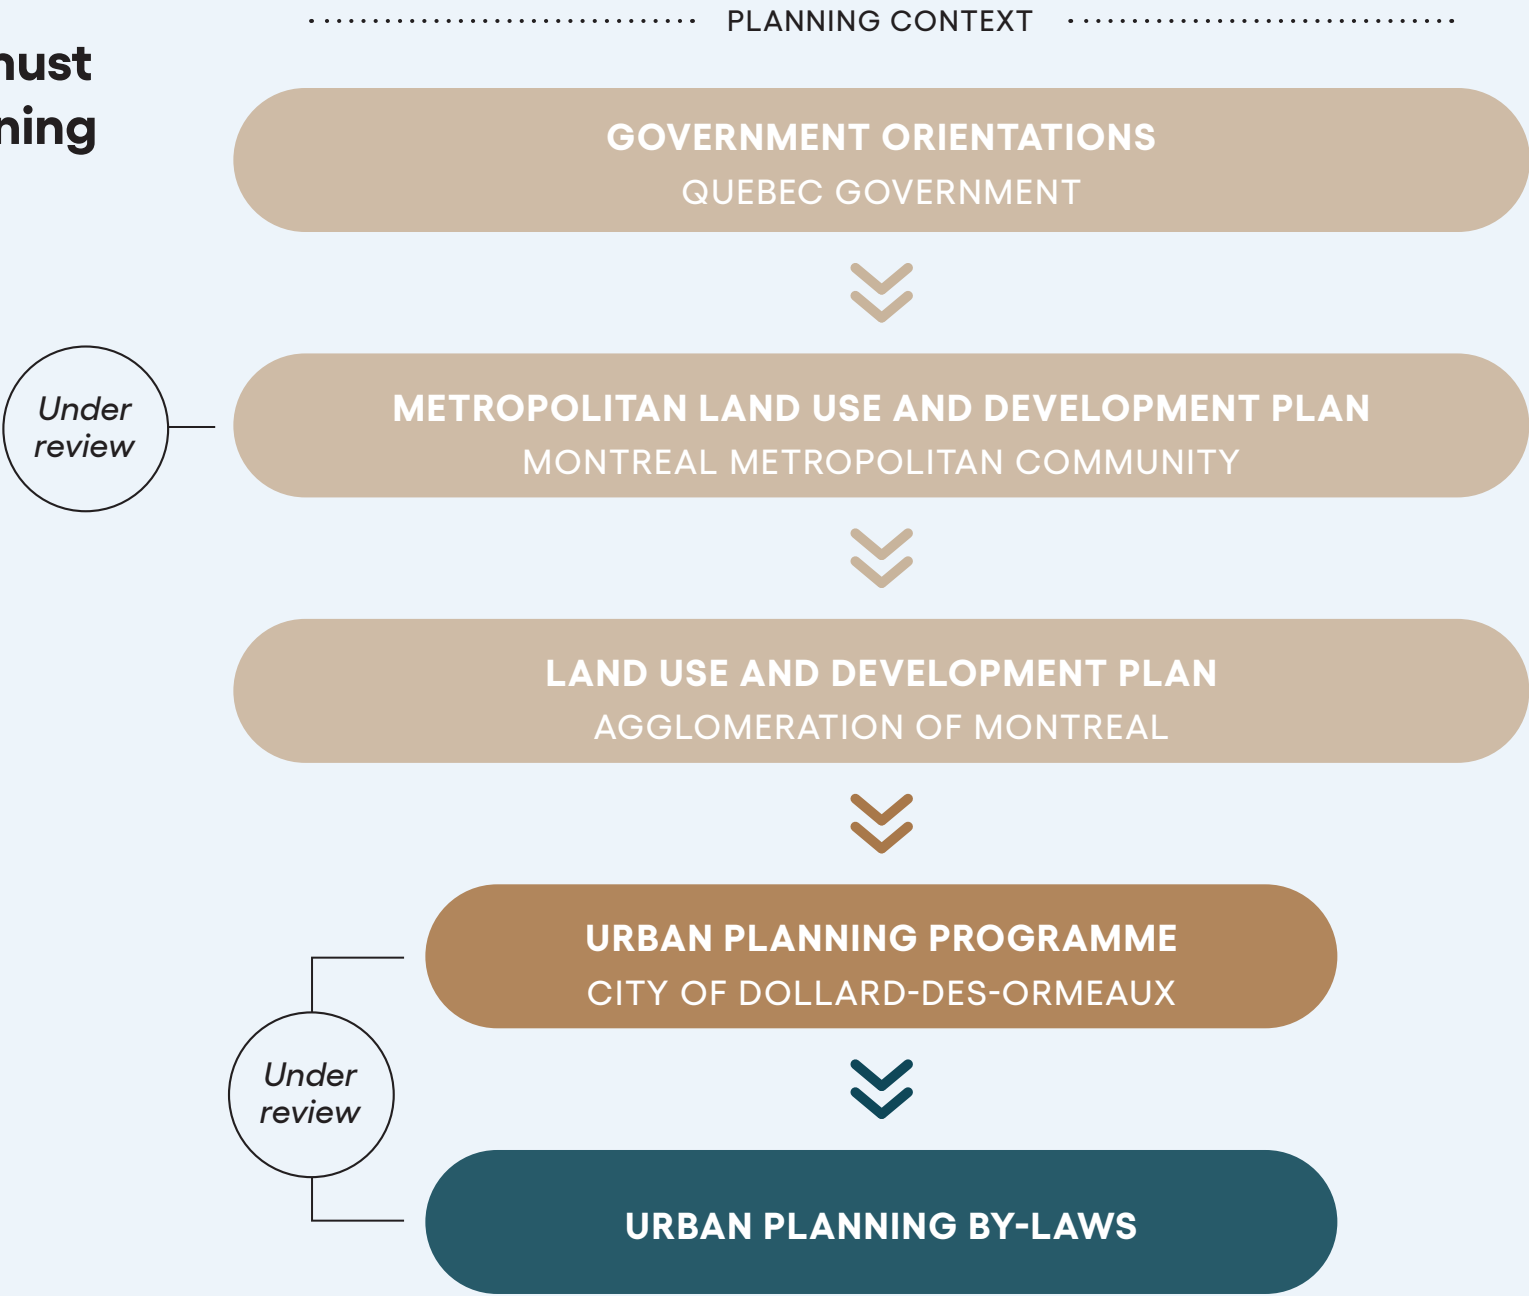 PLANNING CONTEXT
GOVERNMENT ORIENTATIONS
QUEBEC GOVERNMENT
Under
review
METROPOLITAN LAND USE AND DEVELOPMENT PLAN
MONTREAL METROPOLITAN COMMUNITY
LAND USE AND DEVELOPMENT PLAN
AGGLOMERATION OF MONTREAL
URBAN PLANNING PROGRAMME
CITY OF DOLLARD-DES-ORMEAUX
Under
review
URBAN PLANNING BY-LAWS